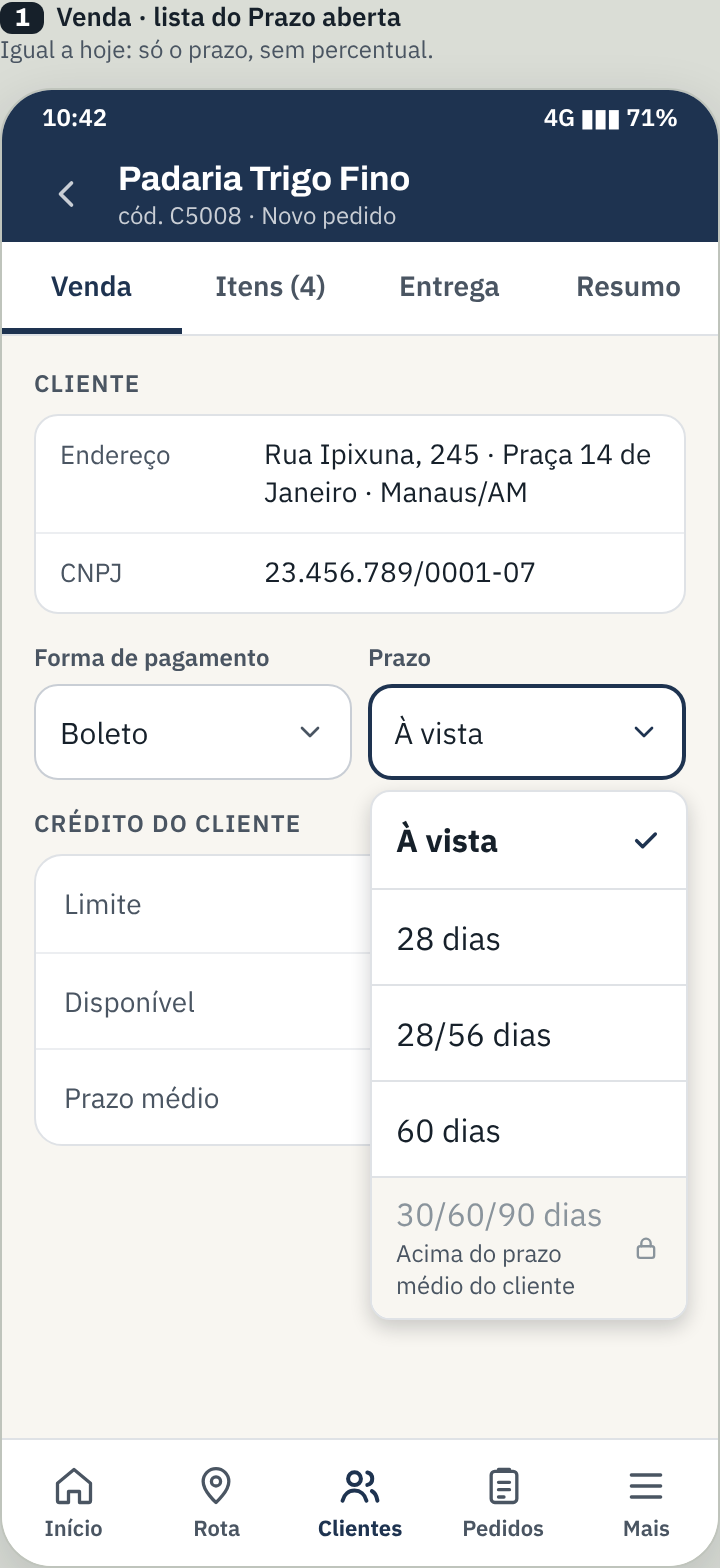 1 Venda · lista do Prazo aberta
Igual a hoje: só o prazo, sem percentual.
10:42
4G 71%
Padaria Trigo Fino
cód. C5008 · Novo pedido
Venda
Itens (4)
Entrega
Resumo
CLIENTE
Endereço
Rua Ipixuna, 245 · Praça 14 de
Janeiro · Manaus/AM
CNPJ
23.456.789/0001-07
Forma de pagamento
Prazo
Boleto
À vista
CRÉDITO DO CLIENTE
Limite
Disponível
Prazo médio
À vista
28 dias
28/56 dias
60 dias
30/60/90 dias
Acima do prazo
médio do cliente
Início
Rota
Clientes
Pedidos
Mais